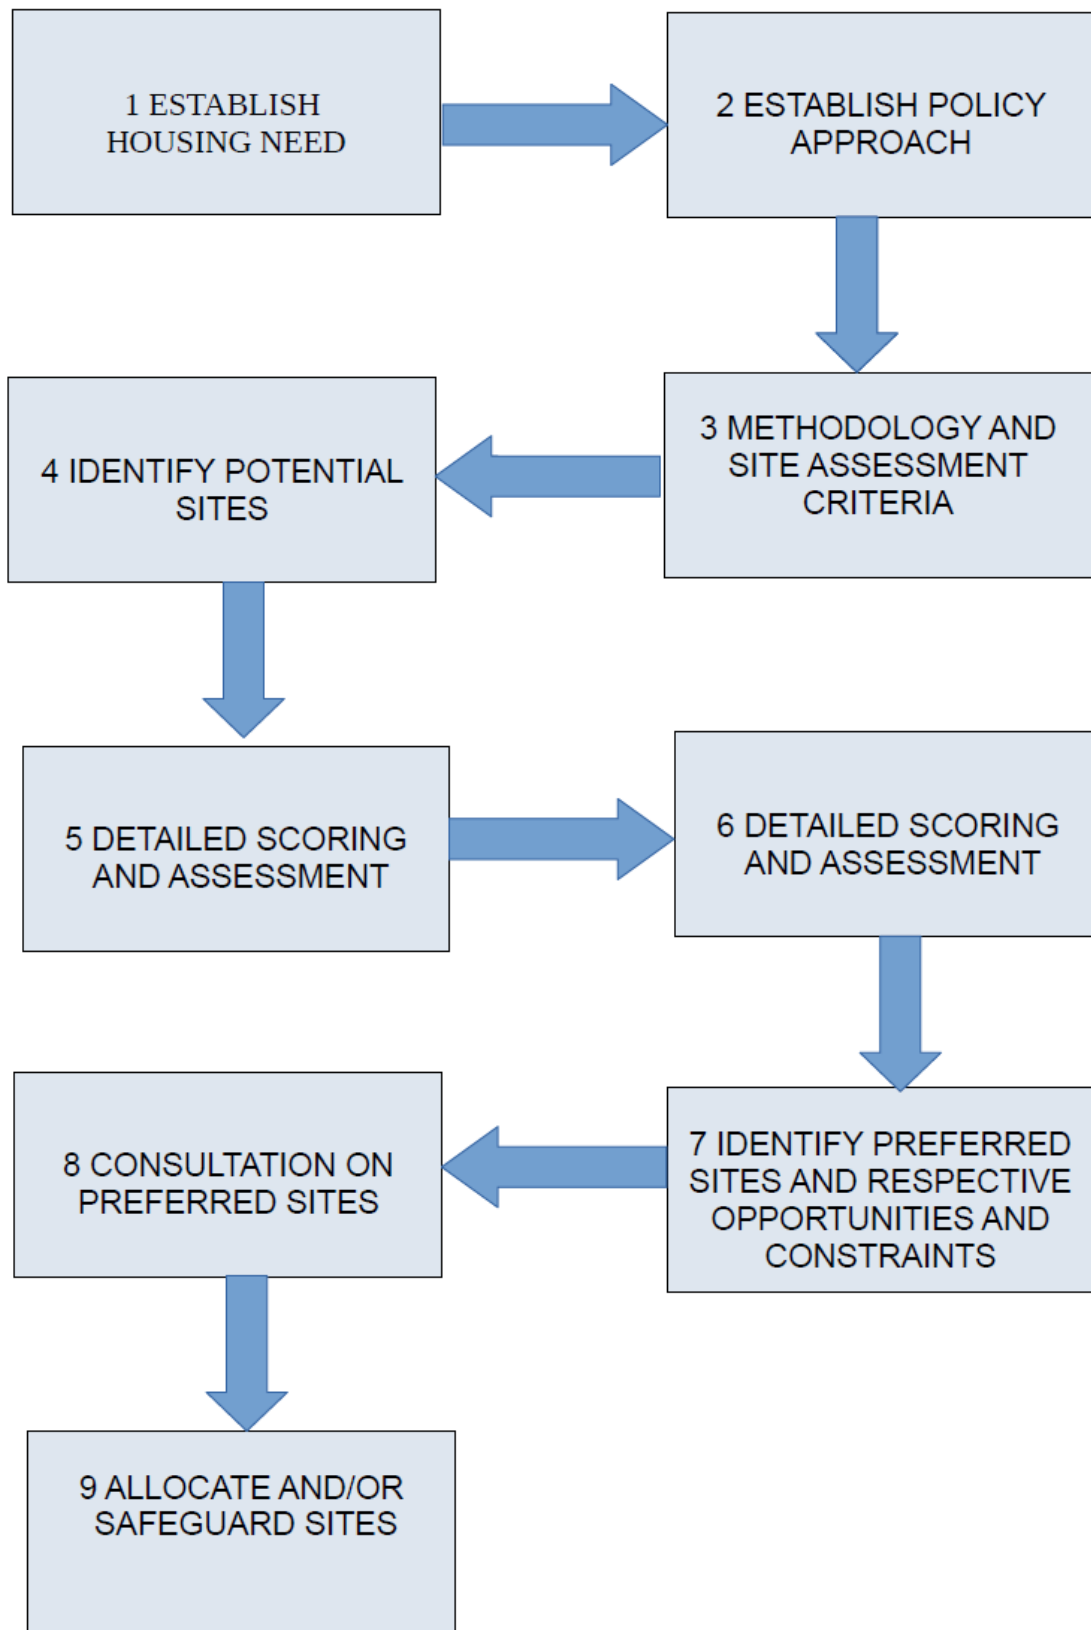 1 ESTABLISH
HOUSING NEED
2 ESTABLISH POLICY
APPROACH
3 METHODOLOGY AND
SITE ASSESSMENT
CRITERIA
4 IDENTIFY POTENTIAL
SITES
5 DETAILED SCORING
AND ASSESSMENT
6 DETAILED SCORING
AND ASSESSMENT
7 IDENTIFY PREFERRED
SITES AND RESPECTIVE
OPPORTUNITIES AND
CONSTRAINTS
8 CONSULTATION ON
PREFERRED SITES
9 ALLOCATE AND/OR
SAFEGUARD SITES